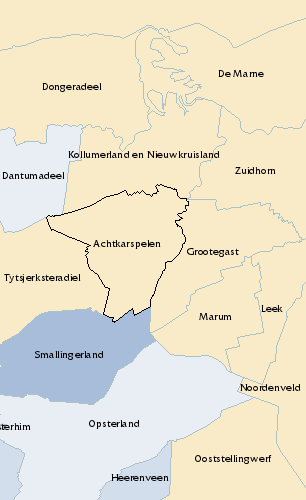 De Marne
Dongeradeel
Kollumerland en Nieuwkruisland
Dantumadeel
Zuidhorn
Achtkarspelen
Grootegast
Tytsjerksteradiel
Leek
Marum
Smallingerland
Noordenveld
Opsterland
sterhim
Ooststellingwerf
Heerenveen